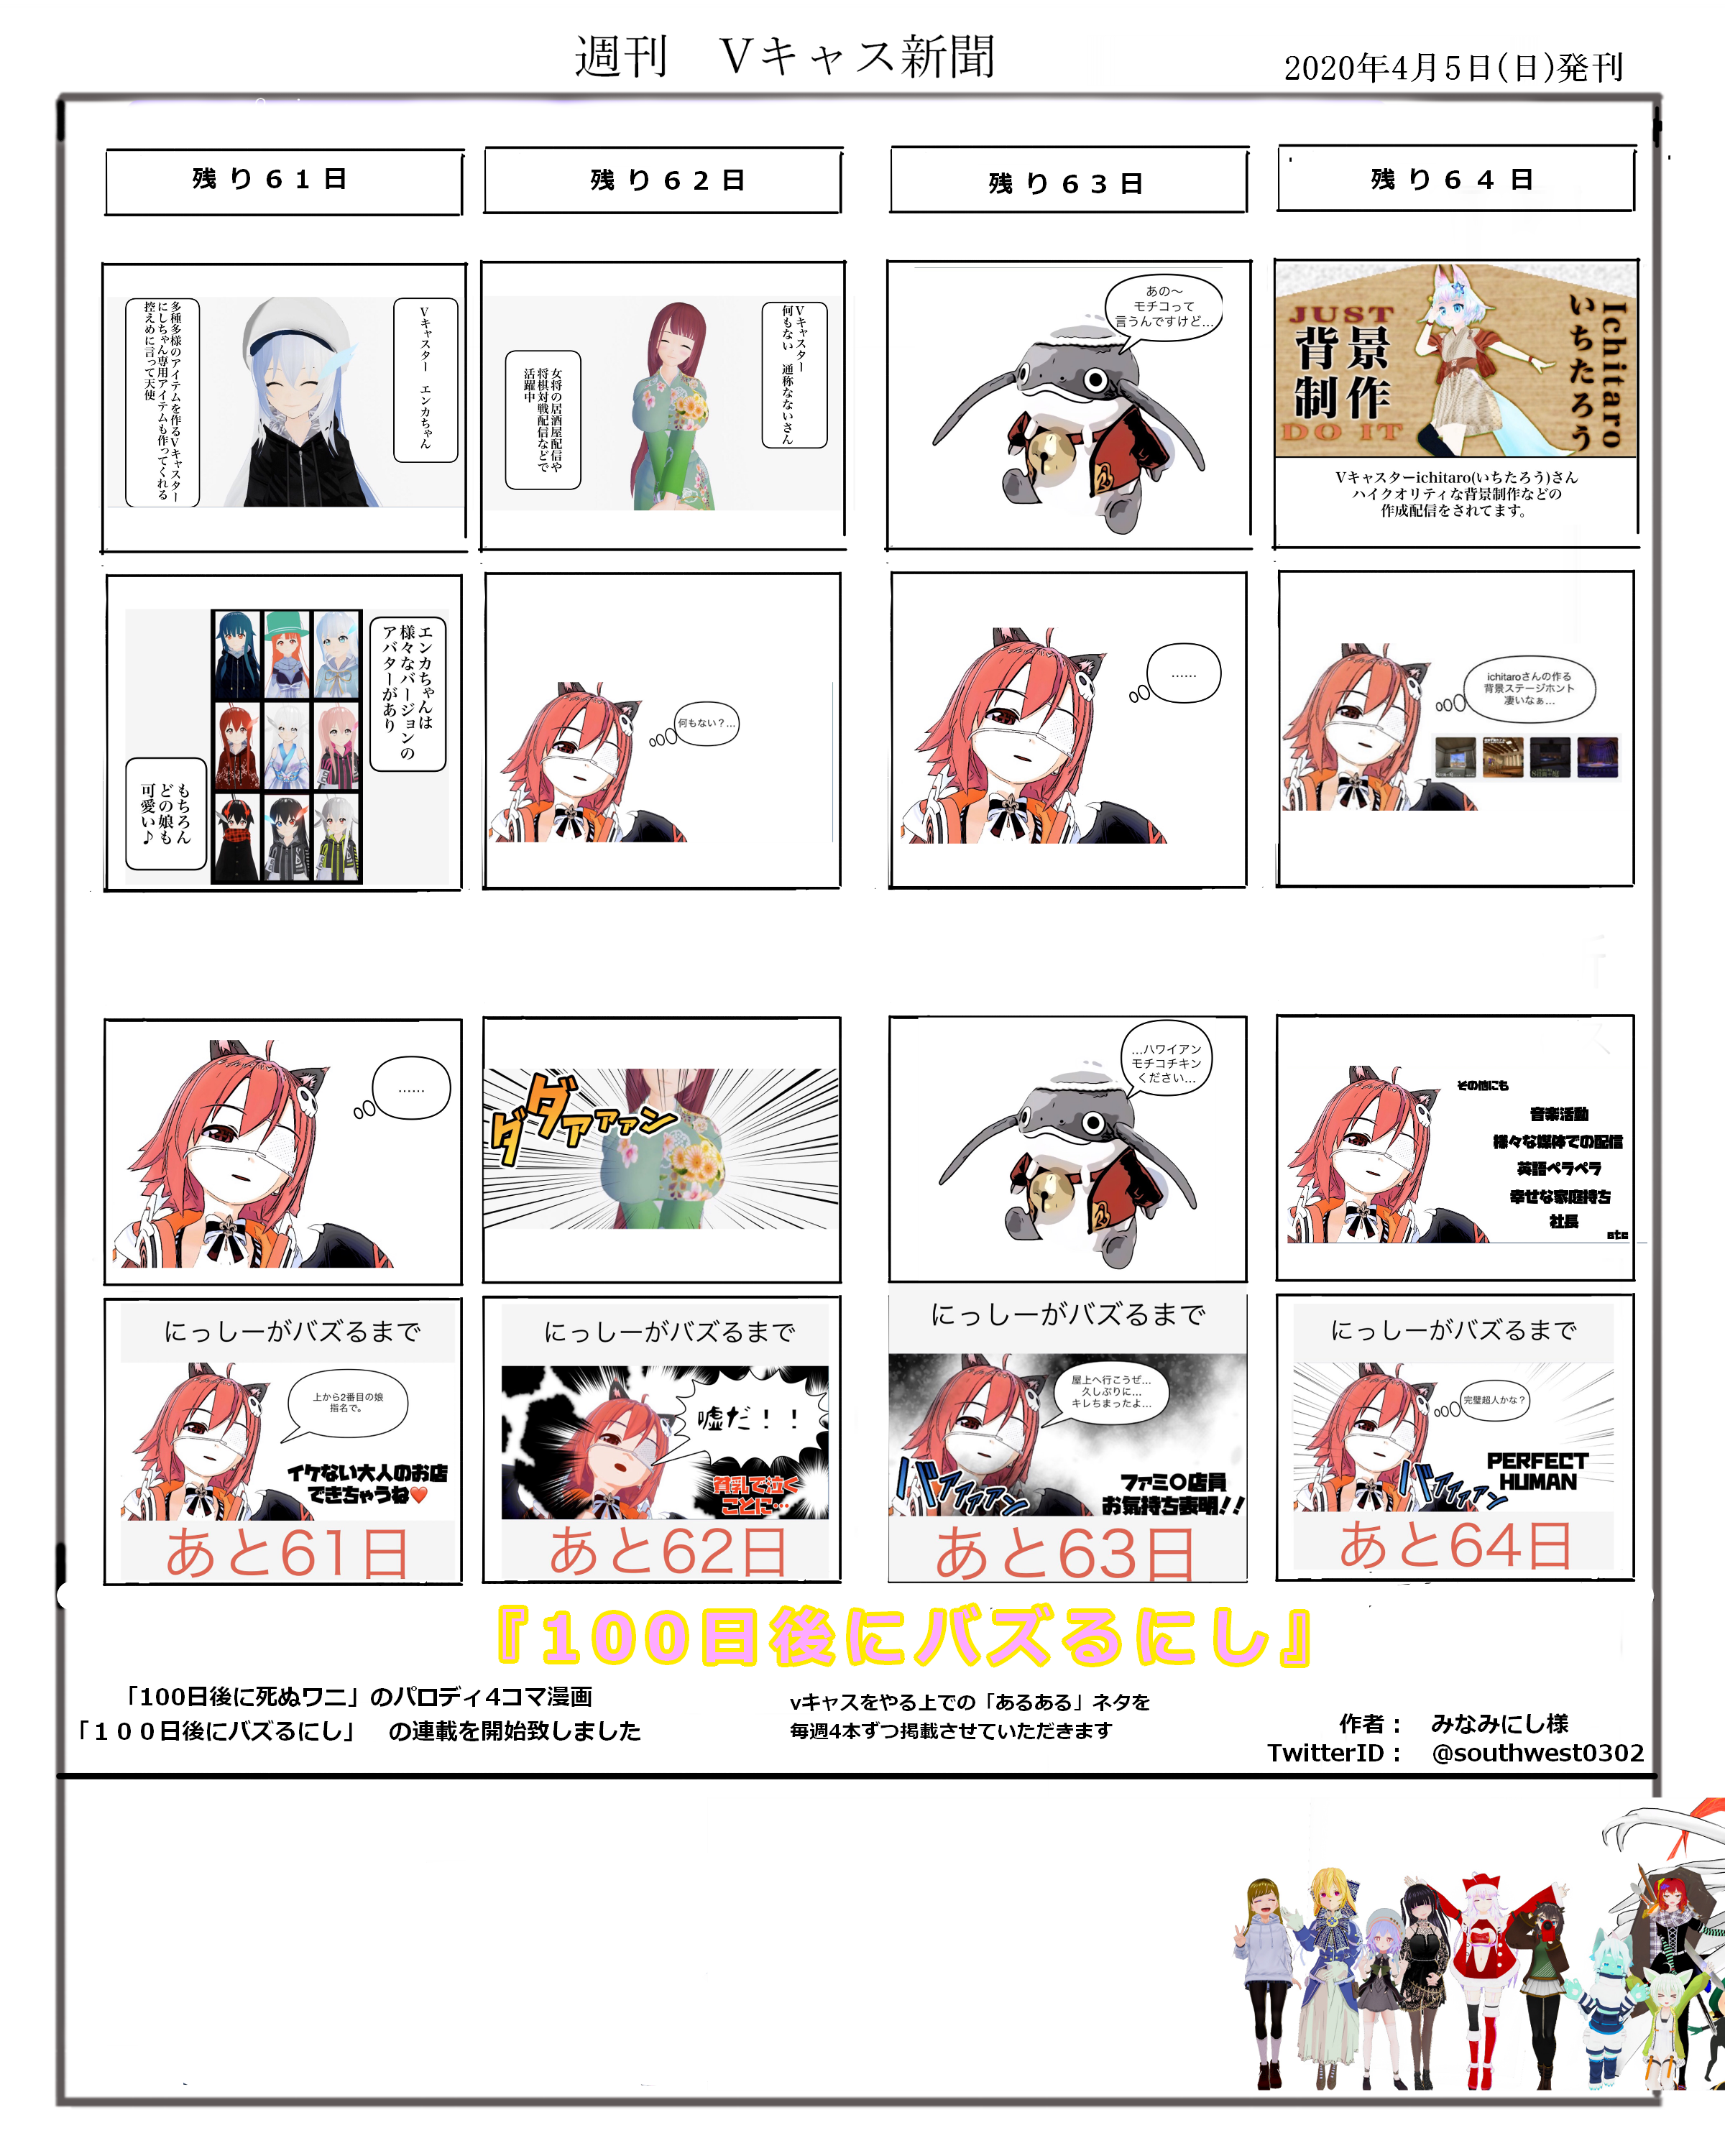 週刊　Vキャス新聞
2020年4月5日(日)発刊
残り64日
JUST
背景
制作
DO IT
Ichitaro
いちたろう
Vキャスターichitaro(いちたろう)さん
ハイクオリティな背景制作などの
作成配信をされてます。
ichitaroさんの作る
背景ステージホント
凄いなぁ…
その他にも
音楽活動
様々な媒体での配信
英語ペラペラ
幸せな家庭持ち
社長
etc
にっしーがバズるまで
完璧超人かな？
PERFECT
HUMAN
バァァァァン
あと64日
残り63日
あの～
モチコって
言うんですけど…
……
…ハワイアン
モチコチキン
ください…
にっしーがバズるまで
屋上へ行こうぜ…
久しぶりに…
キレちまったよ…
バァァァァン
ファミ〇店員
お気持ち表明！！
あと63日
残り62日
Vキャスター
何もない　通称なないさん
女将の居酒屋配信や
将棋対戦配信などで
活躍中
何もない？…
ダダァァァン
にっしーがバズるまで
嘘だ！！
貧乳で泣く
ことに…
あと62日
残り61日
Vキャスター　エンカちゃん
多種多様のアイテムを作るVキャスター
にしちゃん専用アイテムも作ってくれる
控えめに言って天使
エンカちゃんは
様々なバージョンの
アバターがあり
もちろん
どの娘も
可愛い♪
……
にっしーがバズるまで
上から2番目の娘
指名で。
イケない大人のお店
できちゃうね❤
あと61日
『100日後にバズるにし』
「100日後に死ぬワニ」のパロディ4コマ漫画
「１００日後にバズるにし」　の連載を開始致しました
vキャスをやる上での「あるある」ネタを
毎週4本ずつ掲載させていただきます
作者：　みなみにし様
TwitterID：　@southwest0302